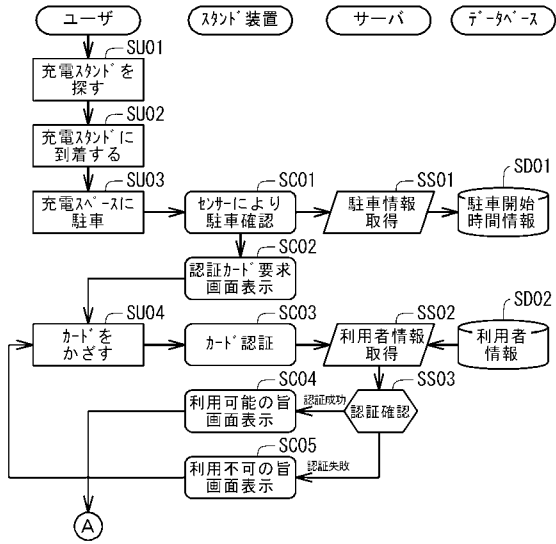 ユーザ
スタンド装置
サーバ
データベース
SU01
充電スタンドを
探す
SU02
充電スタンドに
到着する
SU03
充電スペースに
駐車
SC01
センサーにより
駐車確認
SS01
駐車情報
取得
SD01
駐車開始
時間情報
SC02
認証カード要求
画面表示
SU04
カードを
かざす
SC03
カード認証
SS02
利用者情報
取得
SD02
利用者
情報
SC04
利用可能の旨
画面表示
認証成功
SS03
認証確認
SC05
利用不可の旨
画面表示
認証失敗
A